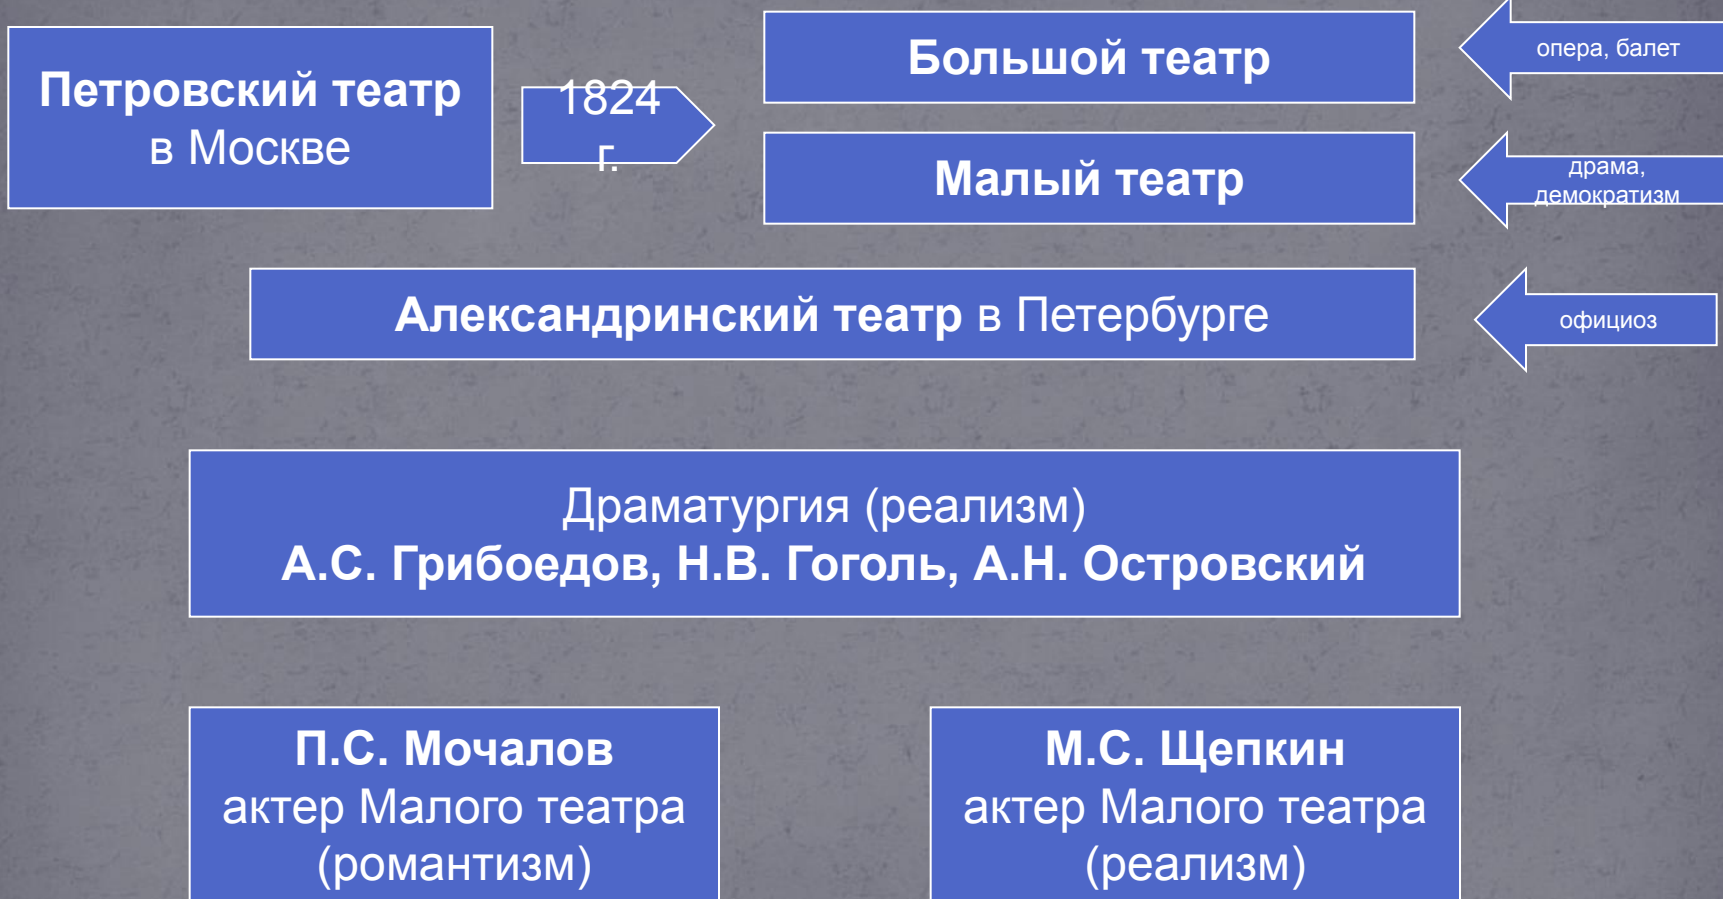 Петровский театр
в Москве
1824
г.
Большой театр
опера, балет
Малый театр
драма,
демократизм
Александринский театр в Петербурге
официоз
Драматургия (реализм)
А.С. Грибоедов, Н.В. Гоголь, А.Н. Островский
П.С. Мочалов
актер Малого театра
(романтизм)
М.С. Щепкин
актер Малого театра
(реализм)